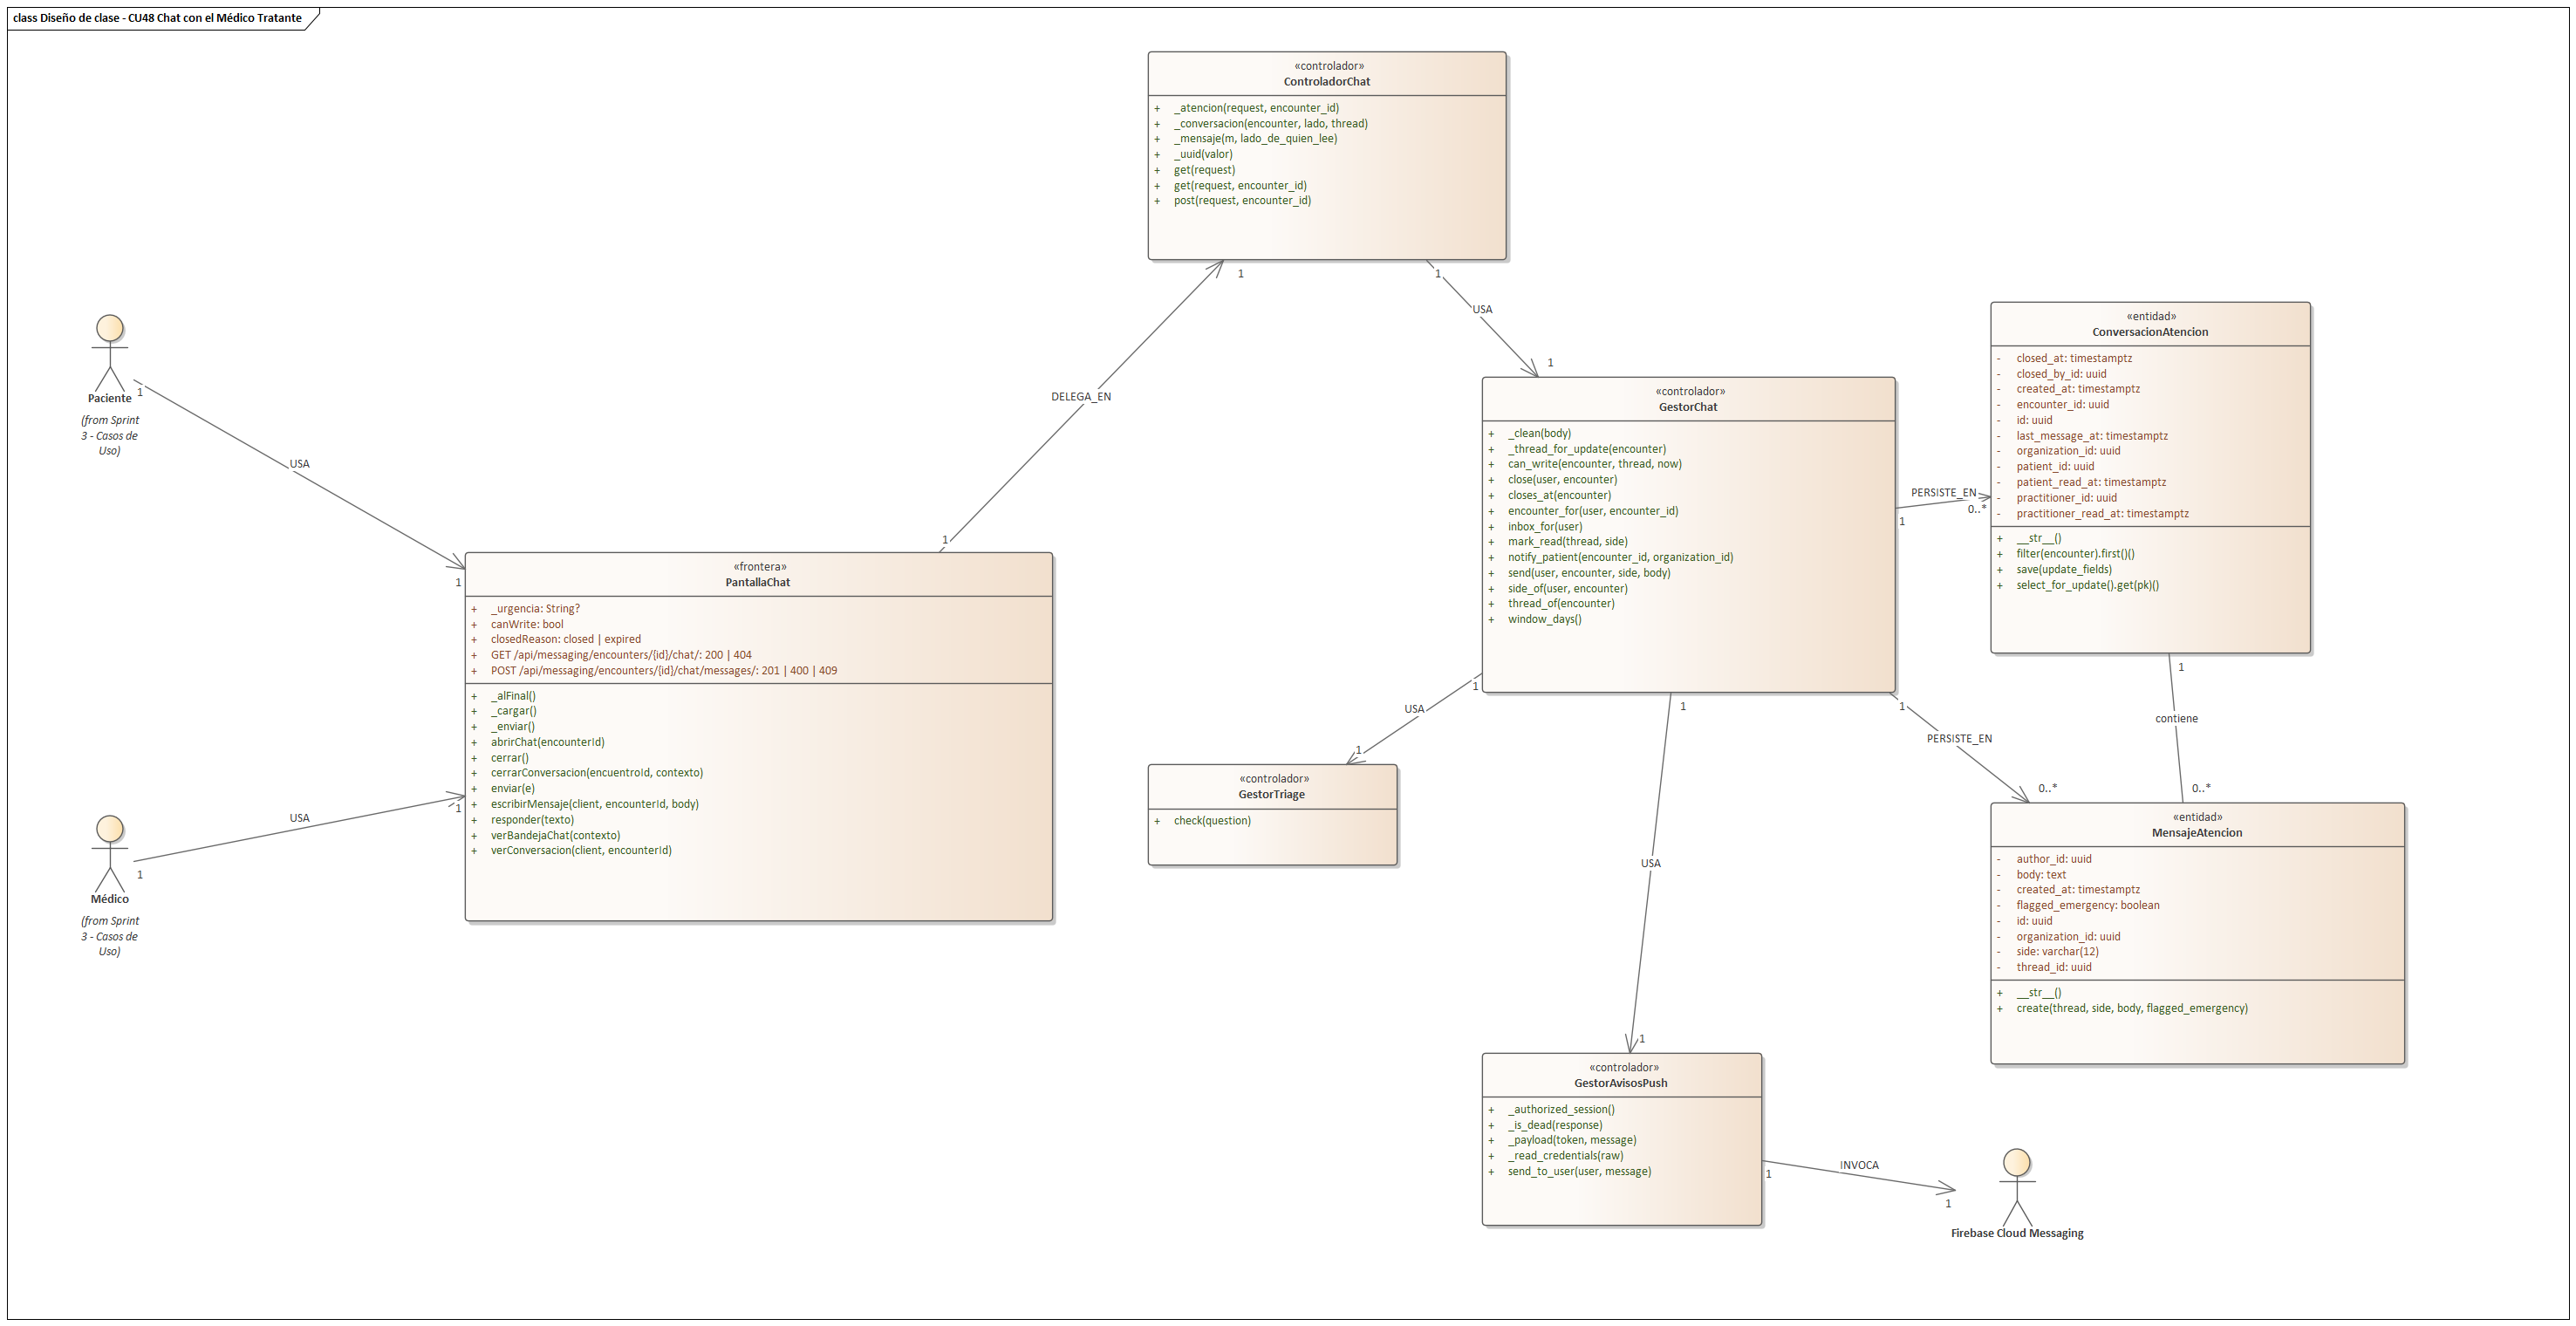 class Diseño de clase - CU48 Chat con el Médico Tratante
«controlador»
ControladorChat
+ _atencion(request, encounter_id)
+ _conversacion(encounter, lado, thread)
+ _mensaje(m, lado_de_quien_lee)
+ _uuid(valor)
+ get(request)
+ get(request, encounter_id)
+ post(request, encounter_id)
1
1
USA
1
DELEGA_EN
1
Paciente
(from Sprint
3 - Casos de
Uso)
1
USA
1
Médico
(from Sprint
3 - Casos de
Uso)
1
USA
1
«frontera»
PantallaChat
+ _urgencia: String?
+ canWrite: bool
+ closedReason: closed | expired
+ GET /api/messaging/encounters/{id}/chat/: 200 | 404
+ POST /api/messaging/encounters/{id}/chat/messages/: 201 | 400 | 409
+ _alFinal()
+ _cargar()
+ _enviar()
+ abrirChat(encounterId)
+ cerrar()
+ cerrarConversacion(encuentroId, contexto)
+ enviar(e)
+ escribirMensaje(client, encounterId, body)
+ responder(texto)
+ verBandejaChat(contexto)
+ verConversacion(client, encounterId)
«controlador»
GestorChat
+ _clean(body)
+ _thread_for_update(encounter)
+ can_write(encounter, thread, now)
+ close(user, encounter)
+ closes_at(encounter)
+ encounter_for(user, encounter_id)
+ inbox_for(user)
+ mark_read(thread, side)
+ notify_patient(encounter_id, organization_id)
+ send(user, encounter, side, body)
+ side_of(user, encounter)
+ thread_of(encounter)
+ window_days()
PERSISTE_EN
1
0..*
«entidad»
ConversacionAtencion
- closed_at: timestamptz
- closed_by_id: uuid
- created_at: timestamptz
- encounter_id: uuid
- id: uuid
- last_message_at: timestamptz
- organization_id: uuid
- patient_id: uuid
- patient_read_at: timestamptz
- practitioner_id: uuid
- practitioner_read_at: timestamptz
+ __str__()
+ filter(encounter).first()()
+ save(update_fields)
+ select_for_update().get(pk)()
1
contiene
0..*
1
PERSISTE_EN
0..*
1
USA
1
«controlador»
GestorTriage
+ check(question)
1
USA
1
«entidad»
MensajeAtencion
- author_id: uuid
- body: text
- created_at: timestamptz
- flagged_emergency: boolean
- id: uuid
- organization_id: uuid
- side: varchar(12)
- thread_id: uuid
+ __str__()
+ create(thread, side, body, flagged_emergency)
«controlador»
GestorAvisosPush
+ _authorized_session()
+ _is_dead(response)
+ _payload(token, message)
+ _read_credentials(raw)
+ send_to_user(user, message)
1
INVOCA
1
Firebase Cloud Messaging